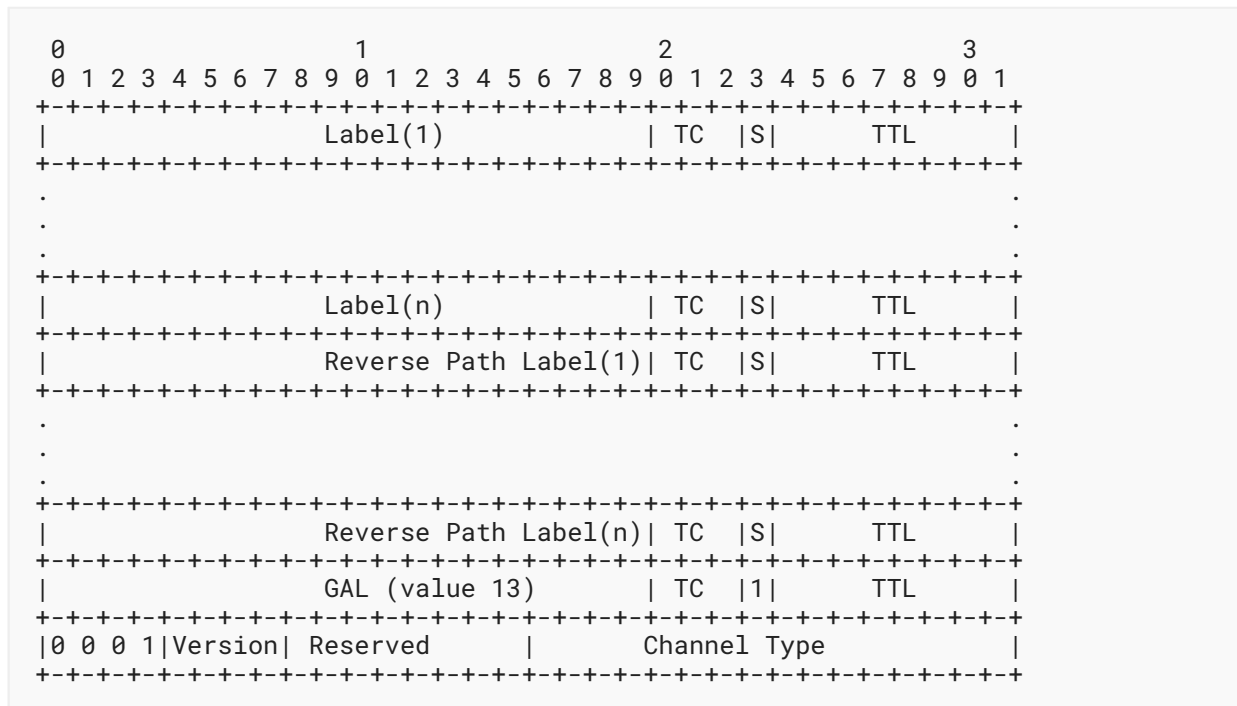 0                   1                   2                   3
 0 1 2 3 4 5 6 7 8 9 0 1 2 3 4 5 6 7 8 9 0 1 2 3 4 5 6 7 8 9 0 1
+-+-+-+-+-+-+-+-+-+-+-+-+-+-+-+-+-+-+-+-+-+-+-+-+-+-+-+-+-+-+-+-+
|                  Label(1)             | TC  |S|      TTL      |
+-+-+-+-+-+-+-+-+-+-+-+-+-+-+-+-+-+-+-+-+-+-+-+-+-+-+-+-+-+-+-+-+
.                                                               .
.                                                               .
.                                                               .
+-+-+-+-+-+-+-+-+-+-+-+-+-+-+-+-+-+-+-+-+-+-+-+-+-+-+-+-+-+-+-+-+
|                  Label(n)             | TC  |S|      TTL      |
+-+-+-+-+-+-+-+-+-+-+-+-+-+-+-+-+-+-+-+-+-+-+-+-+-+-+-+-+-+-+-+-+
|                  Reverse Path Label(1)| TC  |S|      TTL      |
+-+-+-+-+-+-+-+-+-+-+-+-+-+-+-+-+-+-+-+-+-+-+-+-+-+-+-+-+-+-+-+-+
.                                                               .
.                                                               .
.                                                               .
+-+-+-+-+-+-+-+-+-+-+-+-+-+-+-+-+-+-+-+-+-+-+-+-+-+-+-+-+-+-+-+-+
|                  Reverse Path Label(n)| TC  |S|      TTL      |
+-+-+-+-+-+-+-+-+-+-+-+-+-+-+-+-+-+-+-+-+-+-+-+-+-+-+-+-+-+-+-+-+
|                  GAL (value 13)       | TC  |1|      TTL      |
+-+-+-+-+-+-+-+-+-+-+-+-+-+-+-+-+-+-+-+-+-+-+-+-+-+-+-+-+-+-+-+-+
|0 0 0 1|Version| Reserved      |       Channel Type            |
+-+-+-+-+-+-+-+-+-+-+-+-+-+-+-+-+-+-+-+-+-+-+-+-+-+-+-+-+-+-+-+-+